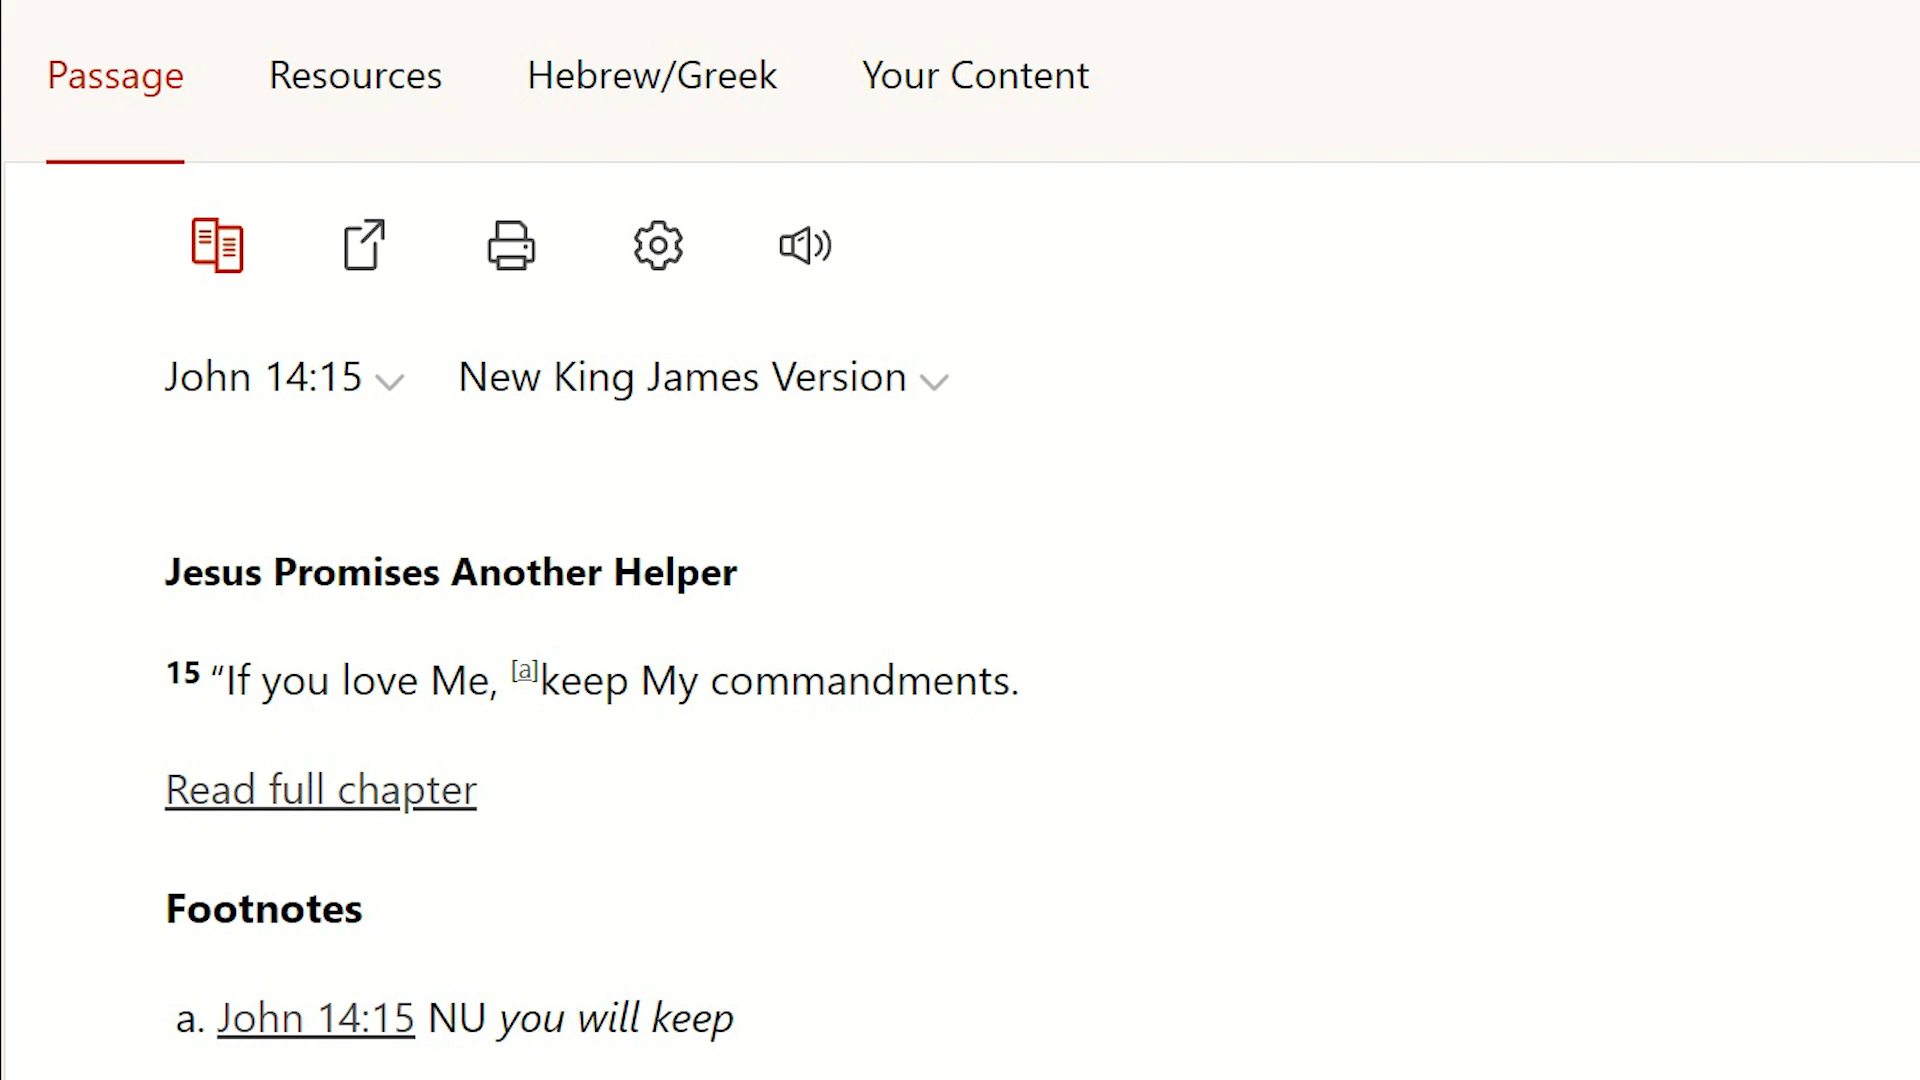 Passage Resources Hebrew/Greek Your Content
John 14:15 New King James Version
Jesus Promises Another Helper
15 “If you love Me, [a]keep My commandments.
Read full chapter
Footnotes
a. John 14:15 NU you will keep